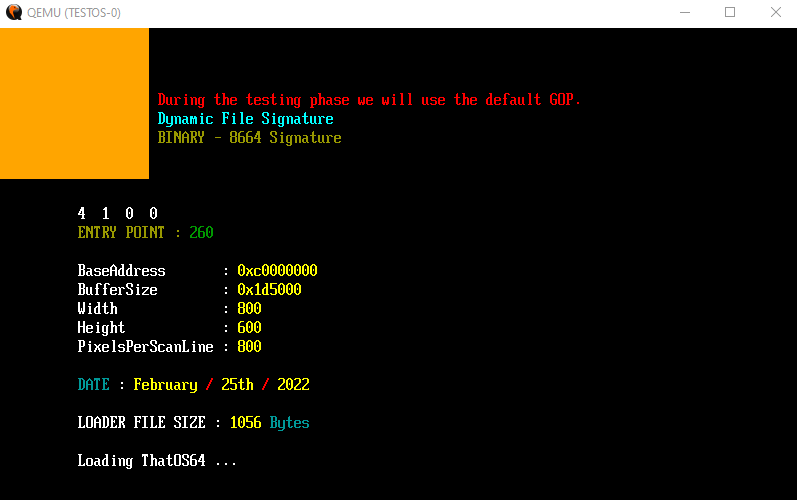 QEMU (TESTOS-0)
During the testing phase we will use the default GOP.
Dynamic File Signature
BINARY - 8664 Signature
4 1 0 0
ENTRY POINT : 260
BaseAddress : 0xc0000000
BufferSize : 0x1d5000
Width : 800
Height : 600
PixelsPerScanLine : 800
DATE : February / 25th / 2022
LOADER FILE SIZE : 1056 Bytes
Loading ThatOS64 ...